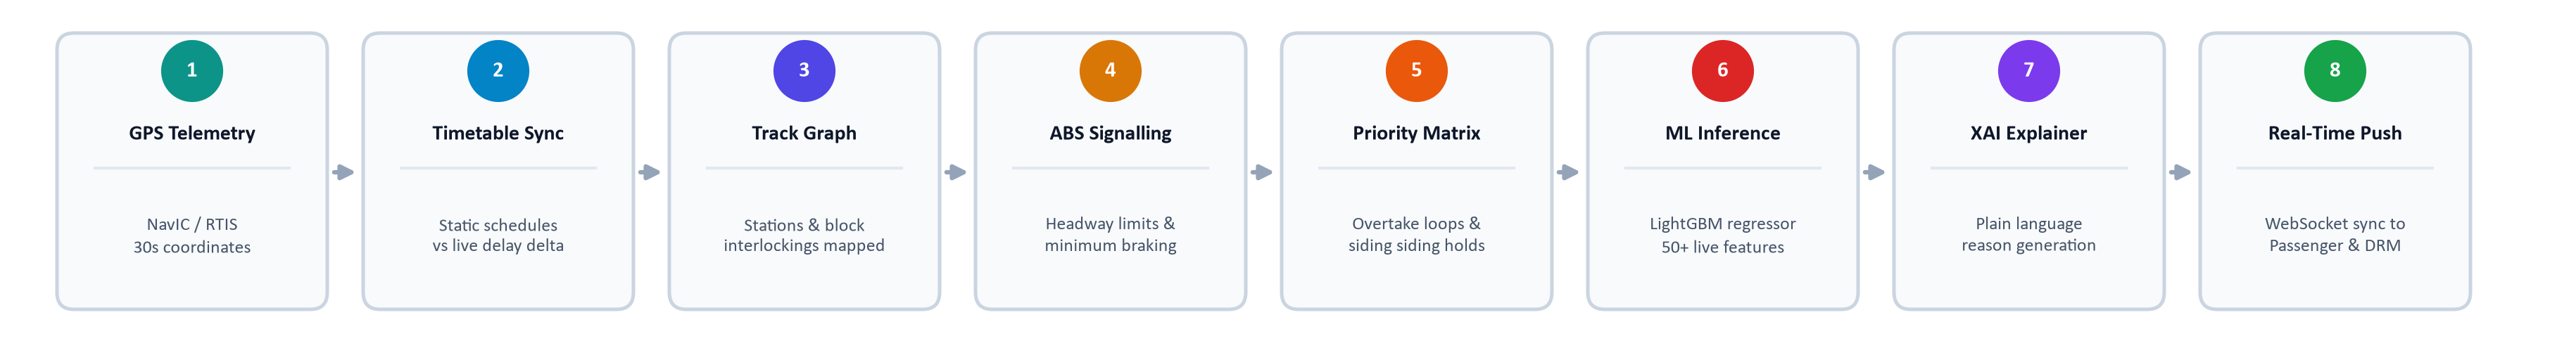 1
GPS Telemetry
NavIC / RTIS
30s coordinates
2
Timetable Sync
Static schedules
vs live delay delta
3
Track Graph
Stations & block
interlockings mapped
4
ABS Signalling
Headway limits &
minimum braking
5
Priority Matrix
Overtake loops &
siding siding holds
6
ML Inference
LightGBM regressor
50+ live features
7
XAI Explainer
Plain language
reason generation
8
Real-Time Push
WebSocket sync to
Passenger & DRM